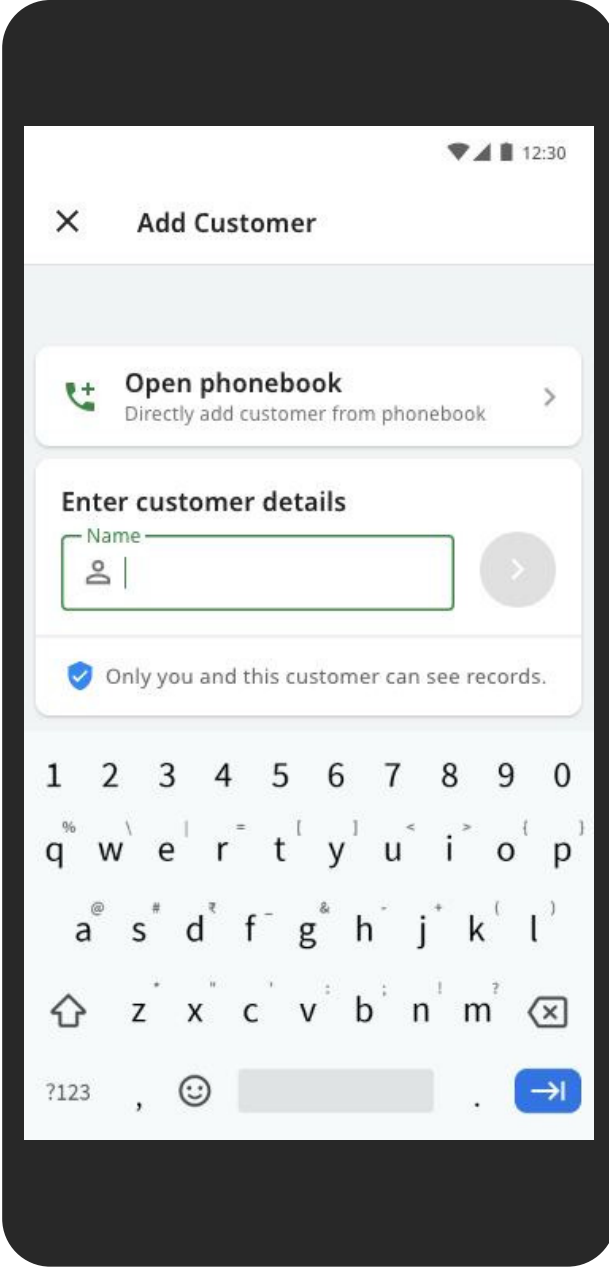 12:30
Add Customer
Open phonebook
Directly add customer from phonebook
Enter customer details
Name
Only you and this customer can see records.
1 2 3 4 5 6 7 8 9 0
% \ | = [ ] < > { }
q w e r t y u i o p
@ # ₹ _ & - + ( )
a s d f g h j k l
* " ' : ; ! ?
z x c v b n m
?123 , .